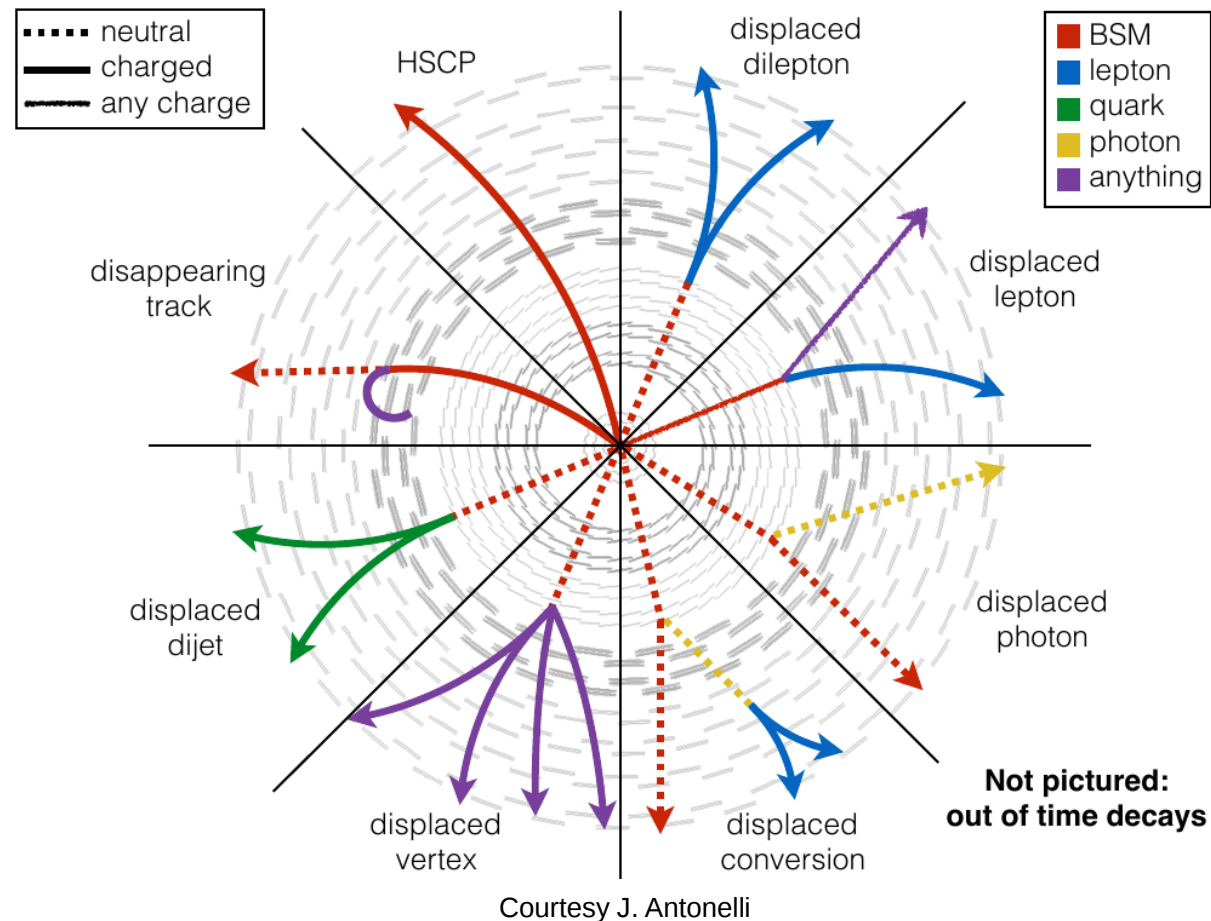 neutral
charged
any charge
HSCP
displaced
dilepton
BSM
lepton
quark
photon
anything
disappearing
track
displaced
lepton
displaced
dijet
displaced
photon
displaced
vertex
displaced
conversion
Not pictured:
out of time decays
Courtesy J. Antonelli